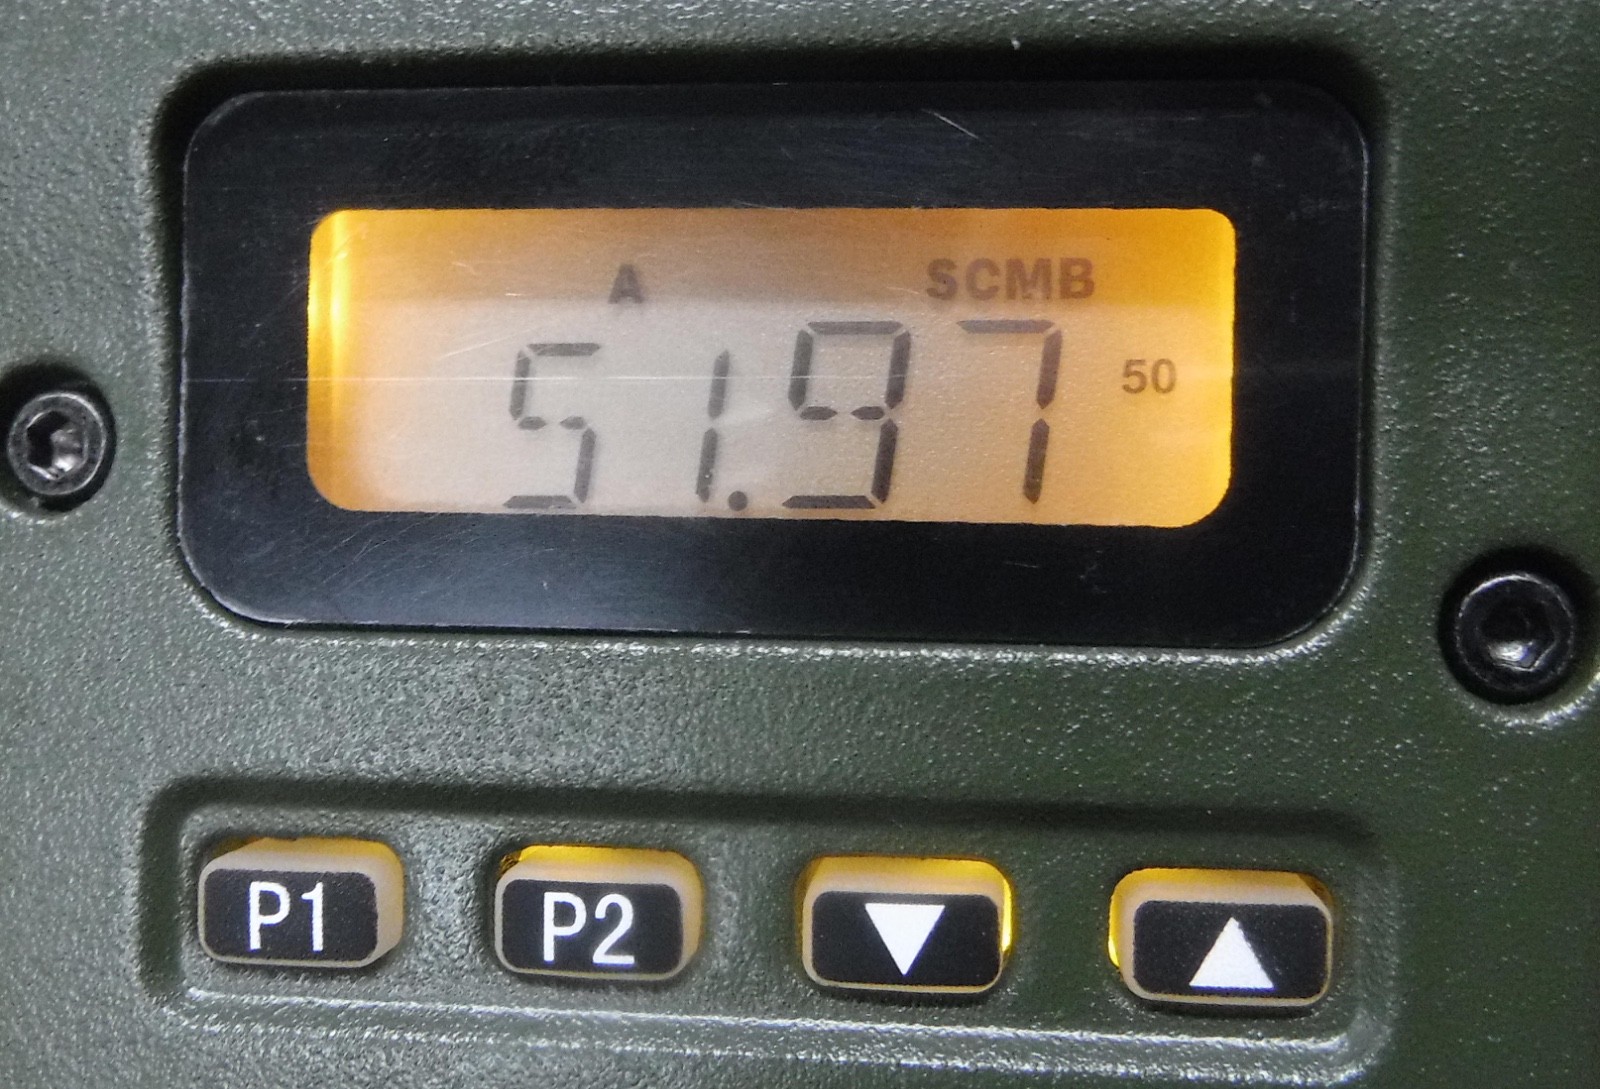 A SCMB
51.97 50
P1 P2 ▼ ▲